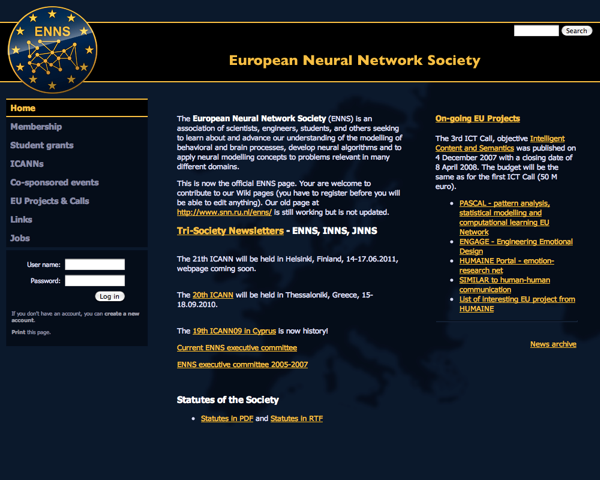 ENNS
Search
European Neural Network Society
Home
Membership
Student grants
ICANNs
Co-sponsored events
EU Projects & Calls
Links
Jobs
User name:
Password:
Log in
If you don't have an account, you can create a new
account.
Print this page.
The European Neural Network Society (ENNS) is an
association of scientists, engineers, students, and others seeking
to learn about and advance our understanding of the modelling of
behavioral and brain processes, develop neural algorithms and to
apply neural modelling concepts to problems relevant in many
different domains.
This is now the official ENNS page. Your are welcome to
contribute to our Wiki pages (you have to register before you will
be able to edit anything). Our old page at
http://www.snn.ru.nl/enns/ is still working but is not updated.
Tri-Society Newsletters - ENNS, INNS, JNNS
The 21th ICANN will be held in Helsinki, Finland, 14-17.06.2011,
webpage coming soon.
The 20th ICANN will be held in Thessaloniki, Greece, 15-
18.09.2010.
The 19th ICANN09 in Cyprus is now history!
Current ENNS executive committee
ENNS executive committee 2005-2007
Statutes of the Society
• Statutes in PDF and Statutes in RTF
On-going EU Projects
The 3rd ICT Call, objective Intelligent
Content and Semantics was published on
4 December 2007 with a closing date of
8 April 2008. The budget will be the
same as for the first ICT Call (50 M
euro).
• PASCAL - pattern analysis,
statistical modelling and
computational learning EU
Network
• ENGAGE - Engineering Emotional
Design
• HUMAINE Portal - emotion-
research net
• SIMILAR to human-human
communication
• List of interesting EU project from
HUMAINE
News archive